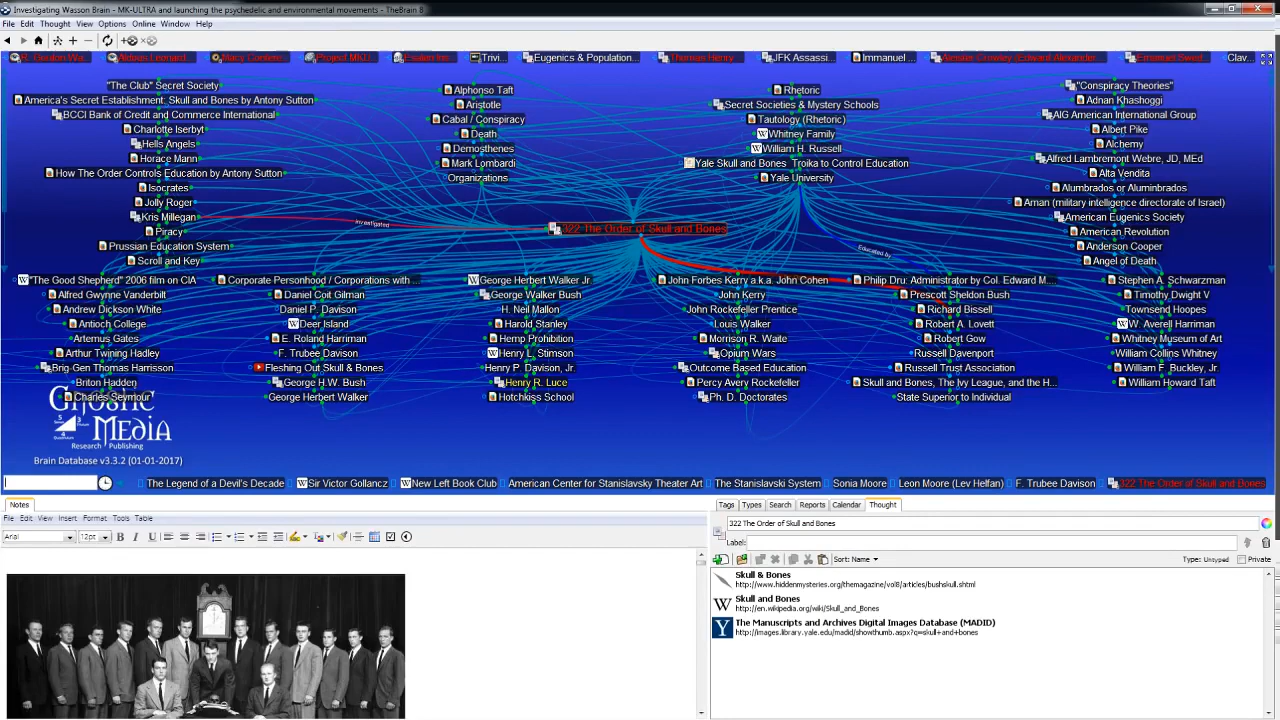 Investigating Wasson Brain - MK-ULTRA and launching the psychedelic and environmental movements - TheBrain 8
File Edit Thought View Options Online Window Help
R. Gordon Wa... Aldous Leonard... Macy Conferen... Project MKU... Esalen Ins... Trivi... Eugenics & Population... Thomas Henry... JFK Assassi... Immanuel ... Aleister Crowley (Edward Alexander... Emanuel Swed... Clav...
"The Club" Secret Society
America's Secret Establishment: Skull and Bones by Antony Sutton
BCCI Bank of Credit and Commerce International
Charlotte Iserbyt
Hells Angels
Horace Mann
How The Order Controls Education by Antony Sutton
Isocrates
Jolly Roger
Kris Millegan
Piracy
Prussian Education System
Scroll and Key
Alphonso Taft
Aristotle
Cabal / Conspiracy
Death
Demosthenes
Mark Lombardi
Organizations
Rhetoric
Secret Societies & Mystery Schools
Tautology (Rhetoric)
Whitney Family
William H. Russell
Yale Skull and Bones Troika to Control Education
Yale University
"Conspiracy Theories"
Adnan Khashoggi
AIG American International Group
Albert Pike
Alchemy
Alfred Lambremont Webre, JD, MEd
Alta Vendita
Alumbrados or Aluminbrados
Aman (military intelligence directorate of Israel)
American Eugenics Society
American Revolution
Anderson Cooper
Angel of Death
Investigated
322 The Order of Skull and Bones
Educated by
"The Good Shepherd" 2006 film on CIA
Alfred Gwynne Vanderbilt
Andrew Dickson White
Antioch College
Artemus Gates
Arthur Twining Hadley
Brig-Gen Thomas Harrisson
Briton Hadden
Charles Seymour
Corporate Personhood / Corporations with ...
Daniel Coit Gilman
Daniel P. Davison
Deer Island
E. Roland Harriman
F. Trubee Davison
Fleshing Out Skull & Bones
George H.W. Bush
George Herbert Walker
George Herbert Walker Jr.
George Walker Bush
H. Neil Mallon
Harold Stanley
Hemp Prohibition
Henry L. Stimson
Henry P. Davison, Jr.
Henry R. Luce
Hotchkiss School
John Forbes Kerry a.k.a. John Cohen
John Kerry
John Rockefeller Prentice
Louis Walker
Morrison R. Waite
Opium Wars
Outcome Based Education
Percy Avery Rockefeller
Ph. D. Doctorates
Philip Dru: Administrator by Col. Edward M....
Prescott Sheldon Bush
Richard Bissell
Robert A. Lovett
Robert Gow
Russell Davenport
Russell Trust Association
Skull and Bones, The Ivy League, and the H...
State Superior to Individual
Stephen A. Schwarzman
Timothy Dwight V
Townsend Hoopes
W. Averell Harriman
Whitney Museum of Art
William Collins Whitney
William F. Buckley, Jr.
William Howard Taft
Gnostic
Media
Research Publishing
Brain Database v3.3.2 (01-01-2017)
The Legend of a Devil's Decade Sir Victor Gollancz New Left Book Club American Center for Stanislavsky Theater Art The Stanislavski System Sonia Moore Leon Moore (Lev Helfan) F. Trubee Davison 322 The Order of Skull and Bones
Notes
File Edit View Insert Format Tools Table
Arial 12pt B I U
Tags Types Search Reports Calendar Thought
322 The Order of Skull and Bones
Label:
Sort: Name Type: Untyped Private
Skull & Bones
http://www.hiddenmysteries.org/themagazine/vol8/articles/bushskull.shtml
Skull and Bones
http://en.wikipedia.org/wiki/Skull_and_Bones
The Manuscripts and Archives Digital Images Database (MADID)
http://images.library.yale.edu/madid/showthumb.aspx?q=skull+and+bones